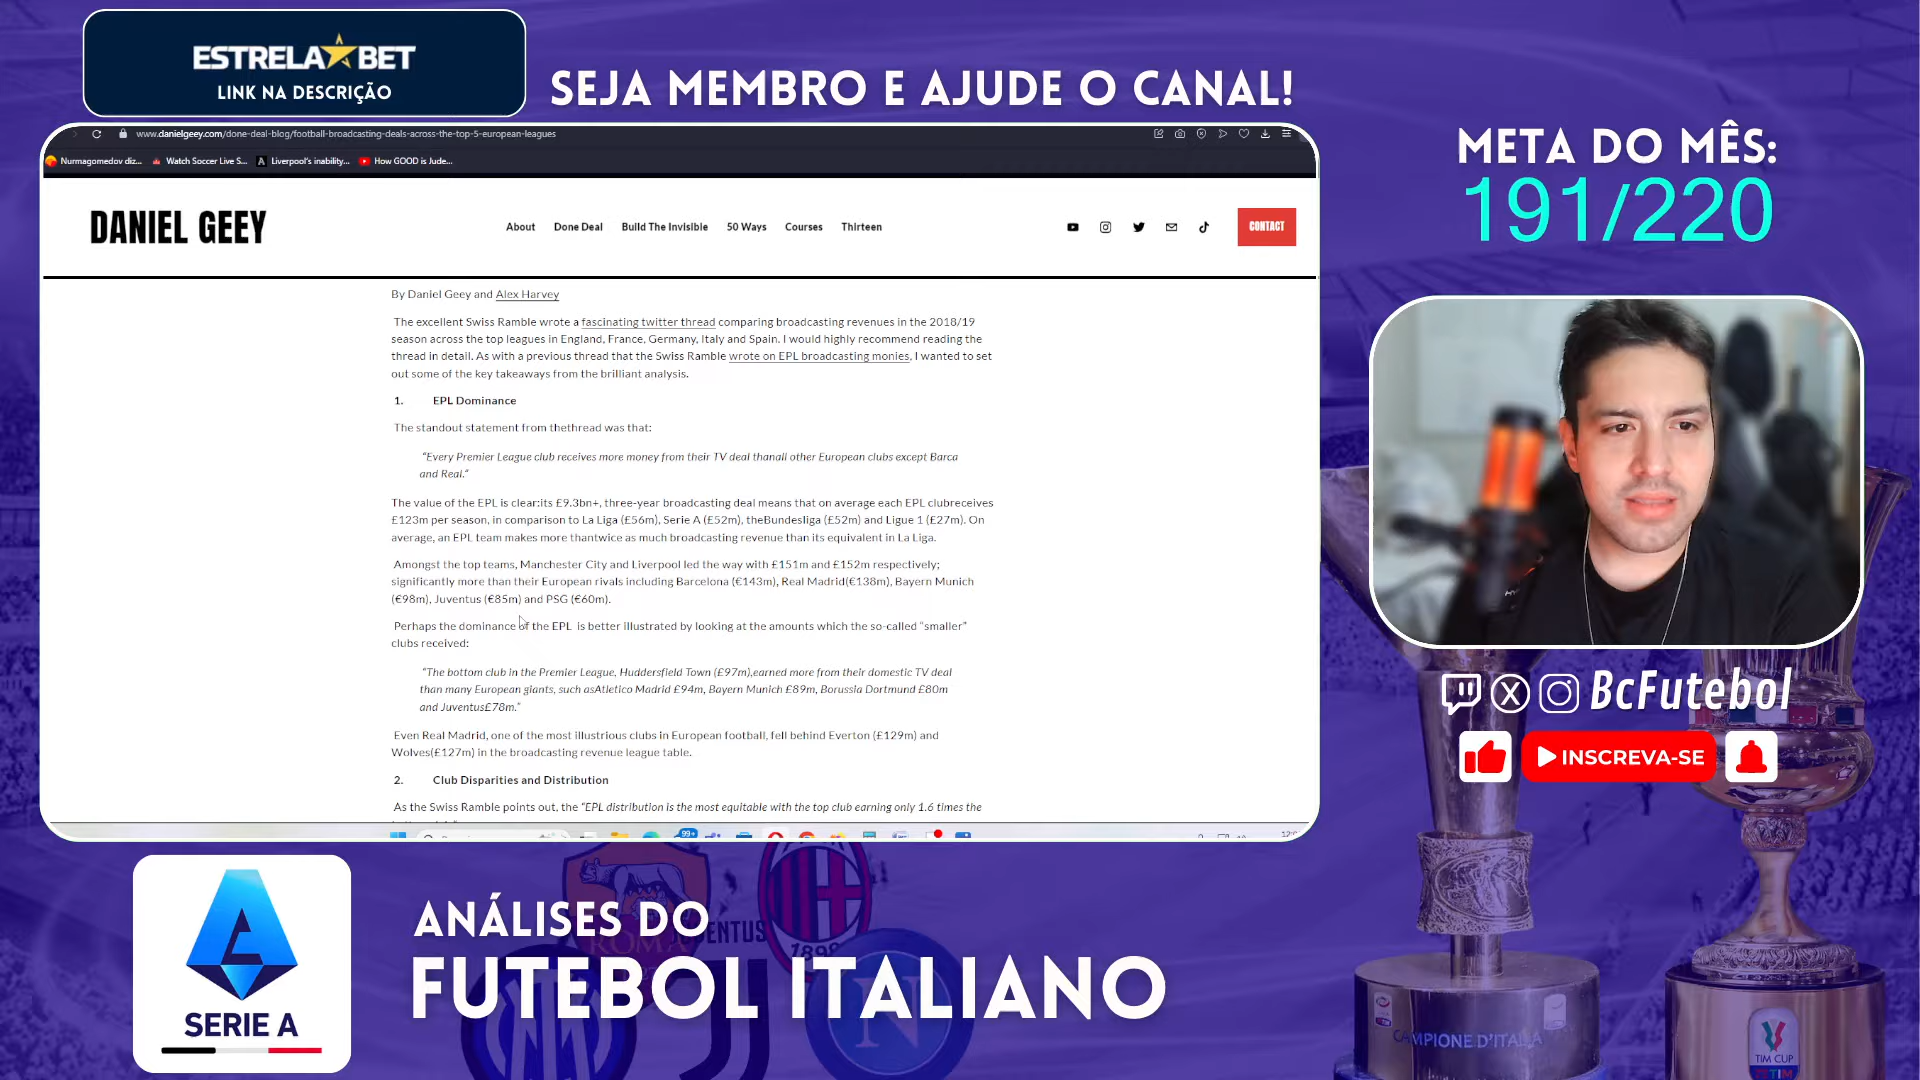 ESTRELA BET
LINK NA DESCRIÇÃO
SEJA MEMBRO E AJUDE O CANAL!
META DO MÊS:
191/220
www.danielgeey.com/done-deal-blog/football-broadcasting-deals-across-the-top-5-european-leagues
Nurmagomedov diz... Watch Soccer Live S... Liverpool's inability... How GOOD is Jude...
DANIEL GEEY
About Done Deal Build The Invisible 50 Ways Courses Thirteen
CONTACT
By Daniel Geey and Alex Harvey
The excellent Swiss Ramble wrote a fascinating twitter thread comparing broadcasting revenues in the 2018/19
season across the top leagues in England, France, Germany, Italy and Spain. I would highly recommend reading the
thread in detail. As with a previous thread that the Swiss Ramble wrote on EPL broadcasting monies, I wanted to set
out some of the key takeaways from the brilliant analysis.
1. EPL Dominance
The standout statement from thethread was that:
"Every Premier League club receives more money from their TV deal thanall other European clubs except Barca
and Real."
The value of the EPL is clear:its £9.3bn+, three-year broadcasting deal means that on average each EPL clubreceives
£123m per season, in comparison to La Liga (£56m), Serie A (£52m), theBundesliga (£52m) and Ligue 1 (£27m). On
average, an EPL team makes more thantwice as much broadcasting revenue than its equivalent in La Liga.
Amongst the top teams, Manchester City and Liverpool led the way with £151m and £152m respectively;
significantly more than their European rivals including Barcelona (€143m), Real Madrid(€138m), Bayern Munich
(€98m), Juventus (€85m) and PSG (€60m).
Perhaps the dominance of the EPL is better illustrated by looking at the amounts which the so-called "smaller"
clubs received:
"The bottom club in the Premier League, Huddersfield Town (£97m),earned more from their domestic TV deal
than many European giants, such asAtletico Madrid £94m, Bayern Munich £89m, Borussia Dortmund £80m
and Juventus£78m."
Even Real Madrid, one of the most illustrious clubs in European football, fell behind Everton (£129m) and
Wolves(£127m) in the broadcasting revenue league table.
2. Club Disparities and Distribution
As the Swiss Ramble points out, the "EPL distribution is the most equitable with the top club earning only 1.6 times the
99+
BcFutebol
INSCREVA-SE
SERIE A
ANÁLISES DO
FUTEBOL ITALIANO
ROMA
JUVENTUS
1899
CAMPIONE D'ITALIA
TIM CUP